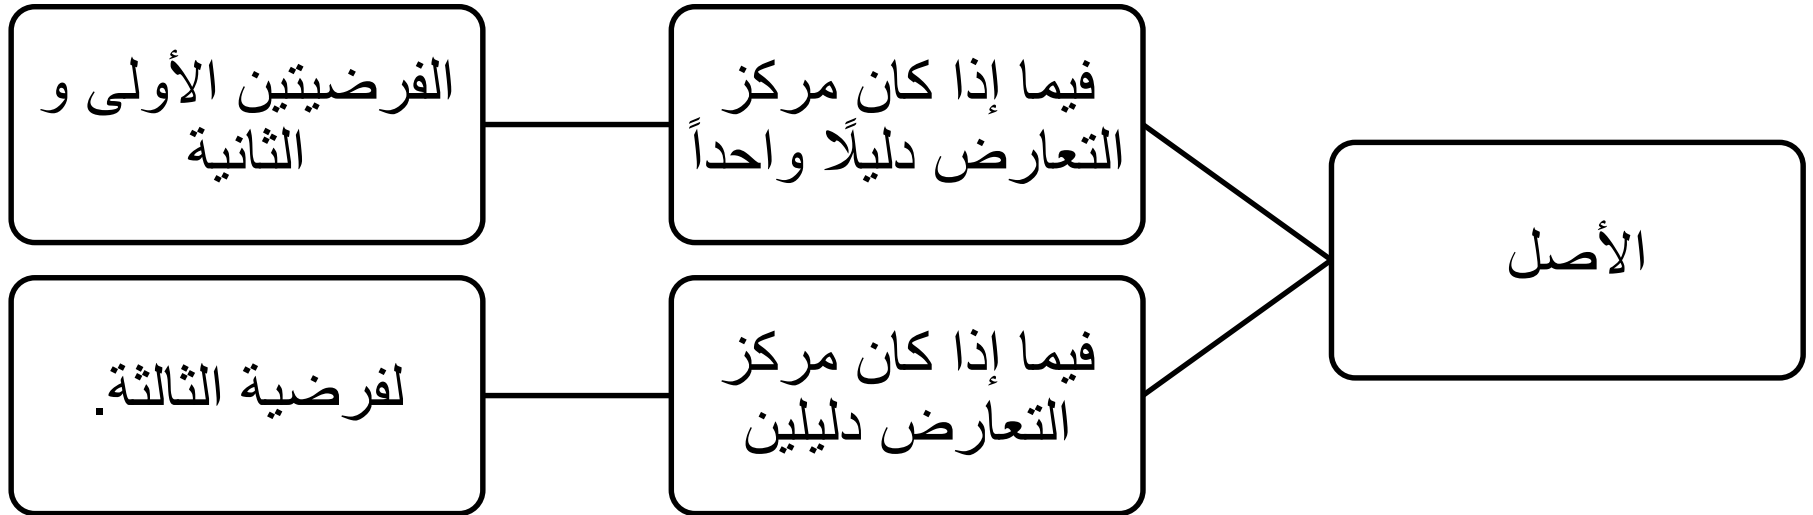 الأصل
فيما إذا كان مركز
التعارض دليلًا واحداً
الفرضيتين الأولى و
الثانية
فيما إذا كان مركز
التعارض دليلين
لفرضية الثالثة.